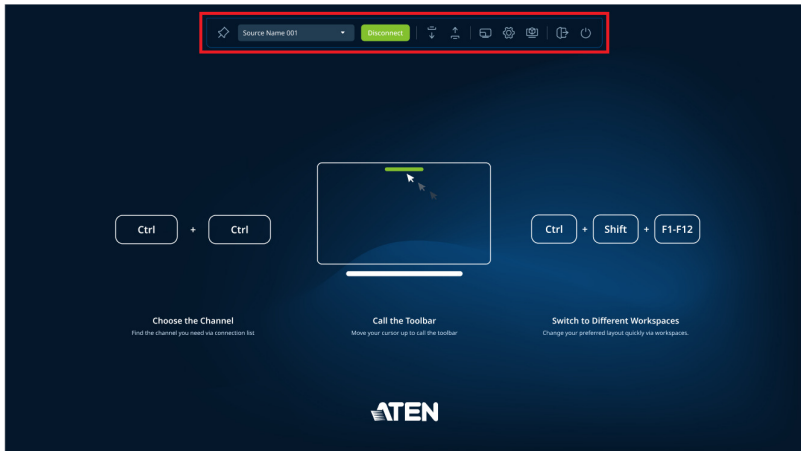 Source Name 001 Disconnect
Ctrl + Ctrl
Ctrl + Shift + F1-F12
Choose the Channel
Find the channel you need via connection list
Call the Toolbar
Move your cursor up to call the toolbar
Switch to Different Workspaces
Change your preferred layout quickly via workspaces.
ATEN